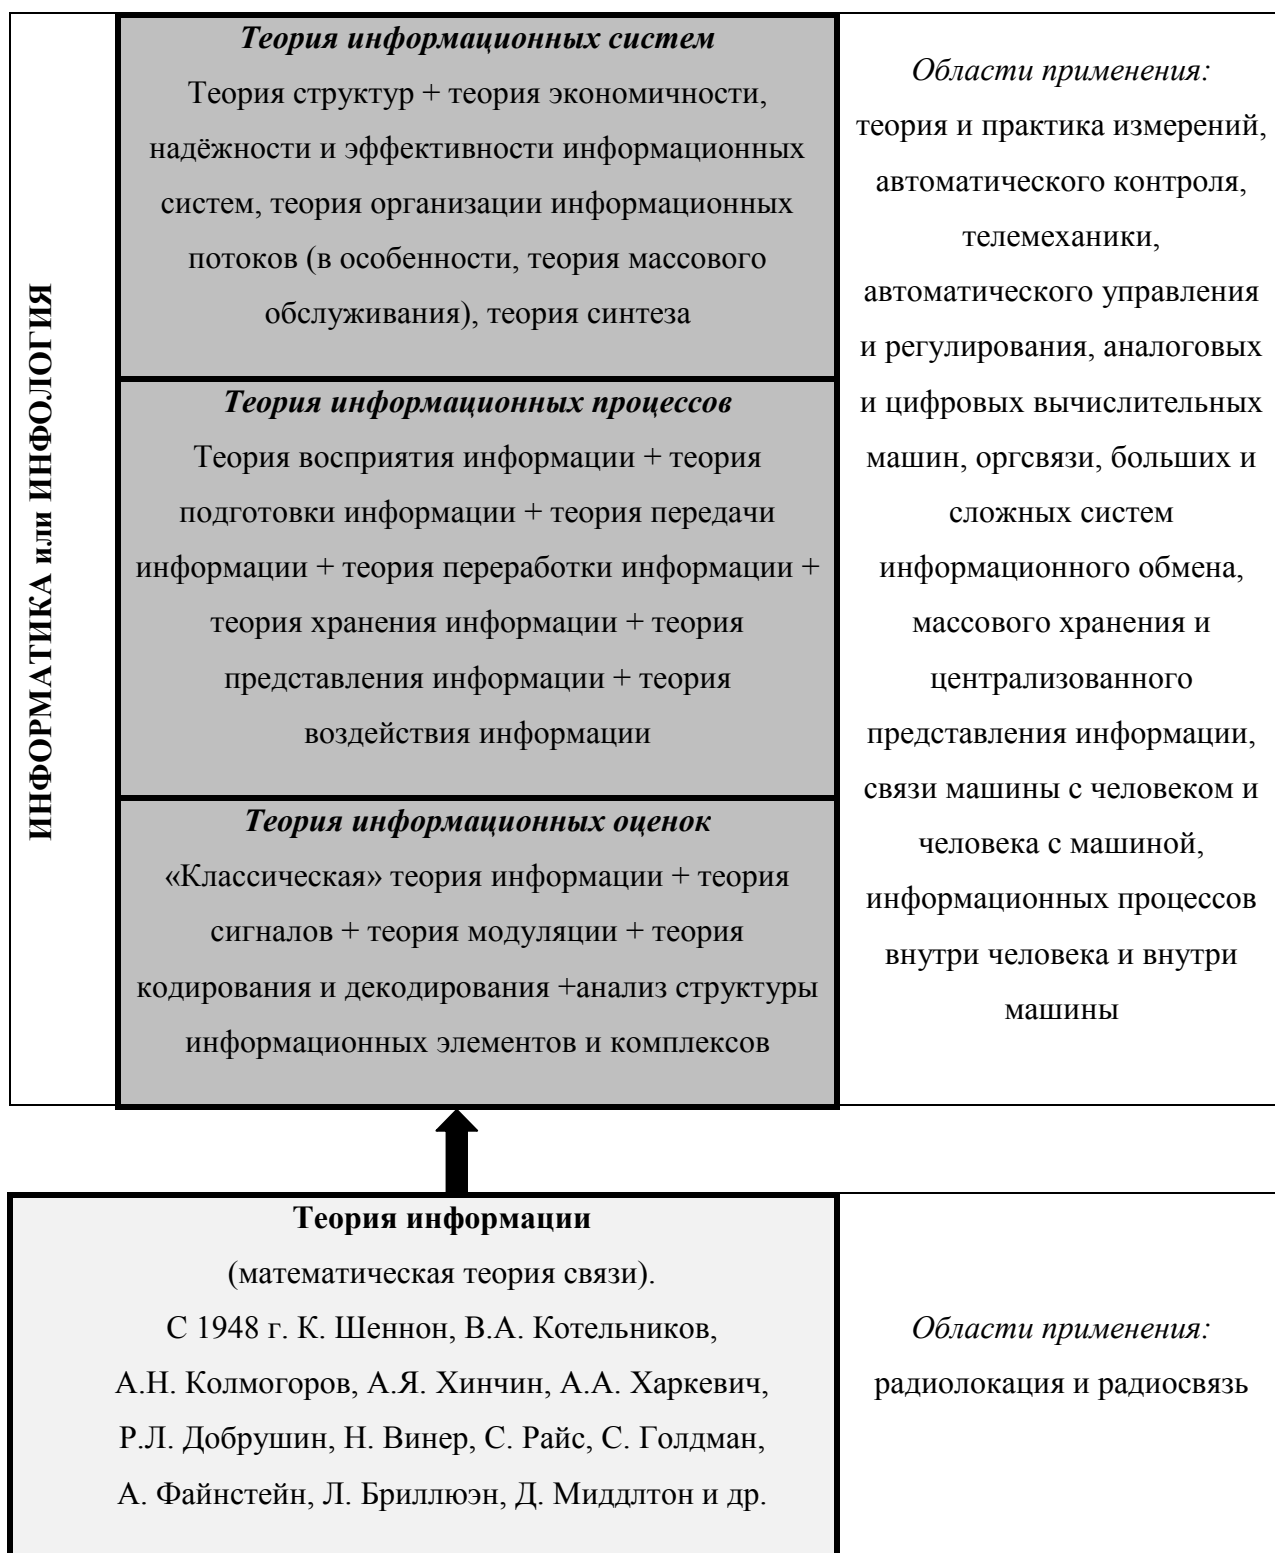 ИНФОРМАТИКА или ИНФОЛОГИЯ
Теория информационных систем
Теория структур + теория экономичности,
надёжности и эффективности информационных
систем, теория организации информационных
потоков (в особенности, теория массового
обслуживания), теория синтеза
Теория информационных процессов
Теория восприятия информации + теория
подготовки информации + теория передачи
информации + теория переработки информации +
теория хранения информации + теория
представления информации + теория
воздействия информации
Теория информационных оценок
«Классическая» теория информации + теория
сигналов + теория модуляции + теория
кодирования и декодирования +анализ структуры
информационных элементов и комплексов
Области применения:
теория и практика измерений,
автоматического контроля,
телемеханики,
автоматического управления
и регулирования, аналоговых
и цифровых вычислительных
машин, оргсвязи, больших и
сложных систем
информационного обмена,
массового хранения и
централизованного
представления информации,
связи машины с человеком и
человека с машиной,
информационных процессов
внутри человека и внутри
машины
Теория информации
(математическая теория связи).
С 1948 г. К. Шеннон, В.А. Котельников,
А.Н. Колмогоров, А.Я. Хинчин, А.А. Харкевич,
Р.Л. Добрушин, Н. Винер, С. Райс, С. Голдман,
А. Файнстейн, Л. Бриллюэн, Д. Миддлтон и др.
Области применения:
радиолокация и радиосвязь